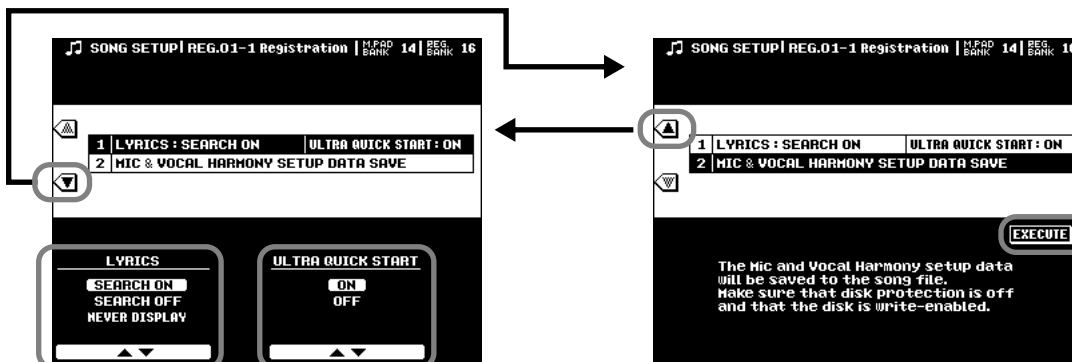 SONG SETUP| REG.01-1 Registration | M.PAD BANK 14 | REG. BANK 16
1 LYRICS : SEARCH ON ULTRA QUICK START : ON
2 MIC & VOCAL HARMONY SETUP DATA SAVE
LYRICS
SEARCH ON
SEARCH OFF
NEVER DISPLAY
ULTRA QUICK START
ON
OFF
SONG SETUP| REG.01-1 Registration | M.PAD BANK 14 | REG. BANK
1 LYRICS : SEARCH ON ULTRA QUICK START : ON
2 MIC & VOCAL HARMONY SETUP DATA SAVE
EXECUTE
The Mic and Vocal Harmony setup data
will be saved to the song file.
Make sure that disk protection is off
and that the disk is write-enabled.